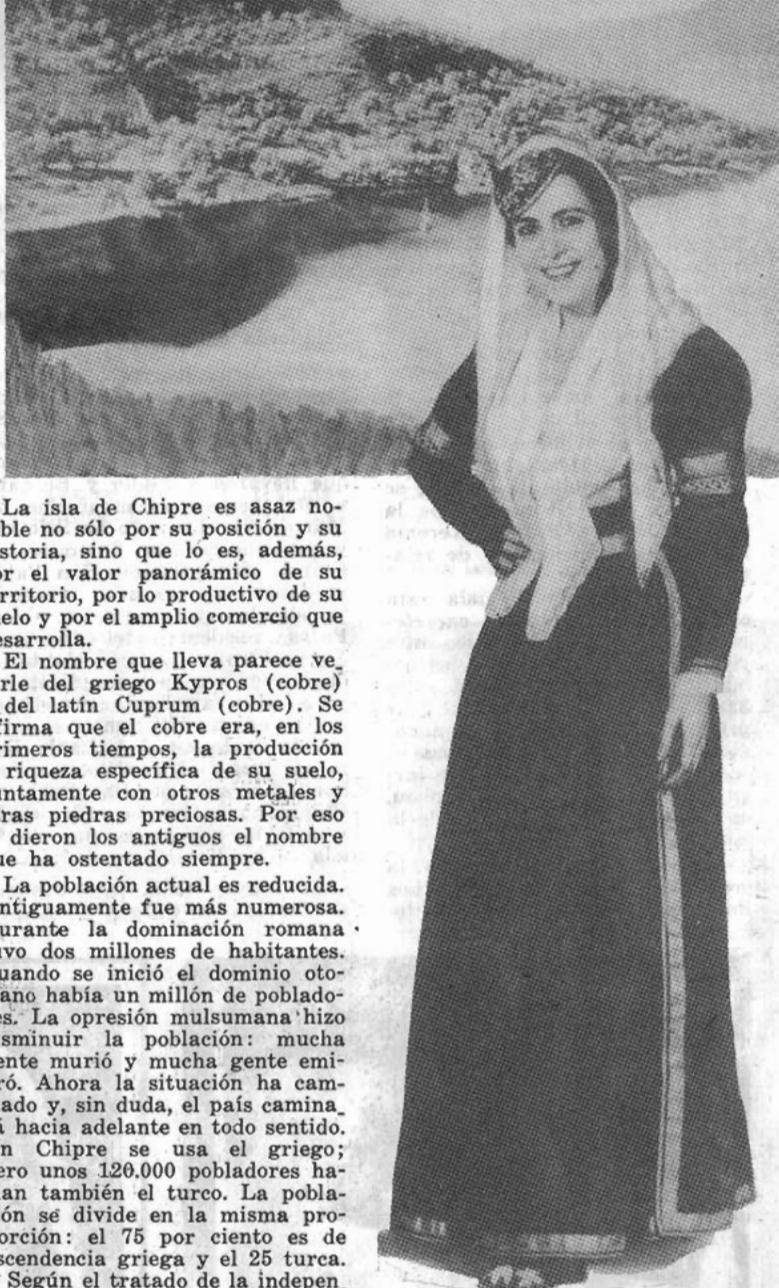 La isla de Chipre es asaz no-
ble no sólo por su posición y su
storia, sino que lo es, además,
or el valor panorámico de su
rritorio, por lo productivo de su
elo y por el amplio comercio que
esarrolla.
El nombre que lleva parece ve_
rle del griego Kypros (cobre)
del latín Cuprum (cobre). Se
firma que el cobre era, en los
rimeros tiempos, la producción
riqueza específica de su suelo,
untamente con otros metales y
ras piedras preciosas. Por eso
dieron los antiguos el nombre
ue ha ostentado siempre.
La población actual es reducida.
ntiguamente fue más numerosa.
urante la dominación romana
uvo dos millones de habitantes.
uando se inició el dominio oto-
ano había un millón de poblado-
es. La opresión mulsumana hizo
sminuir la población: mucha
ente murió y mucha gente emi-
ró. Ahora la situación ha cam-
iado y, sin duda, el país camina_
á hacia adelante en todo sentido.
n Chipre se usa el griego;
ero unos 120.000 pobladores ha-
lan también el turco. La pobla-
ón se divide en la misma pro-
orción: el 75 por ciento es de
scendencia griega y el 25 turca.
Según el tratado de la indepen_